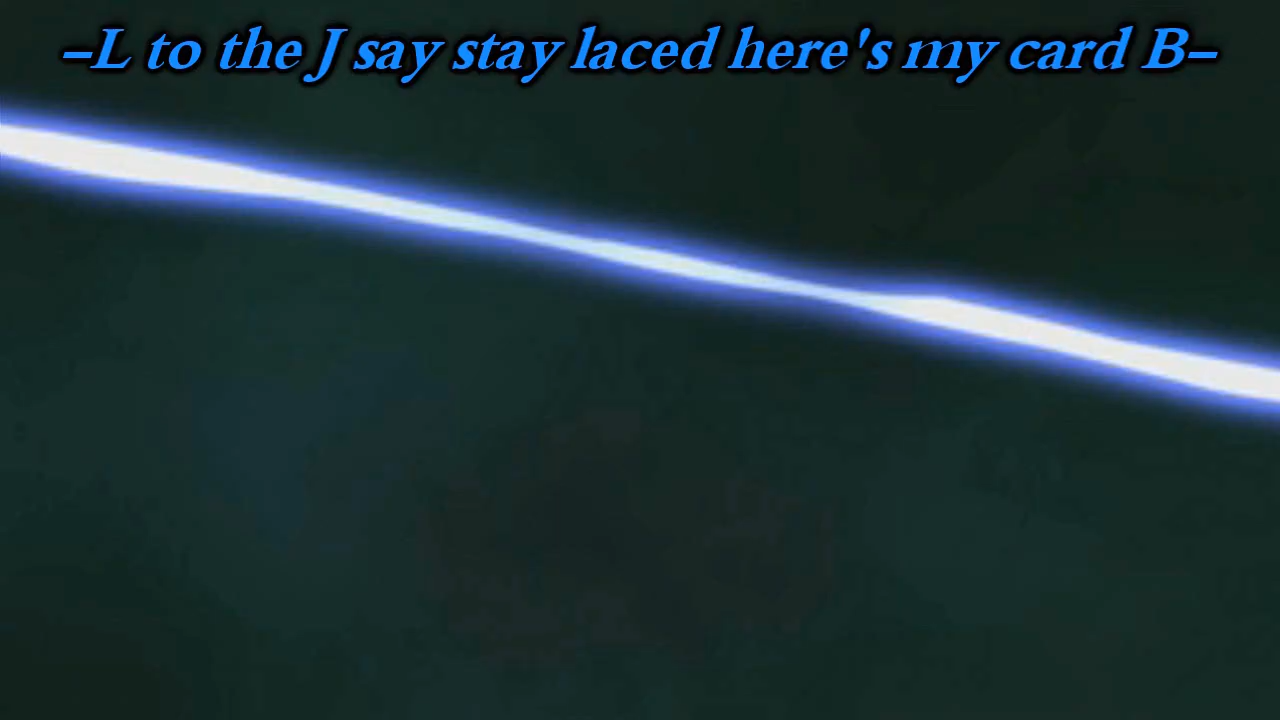 –L to the J say stay laced here's my card B–